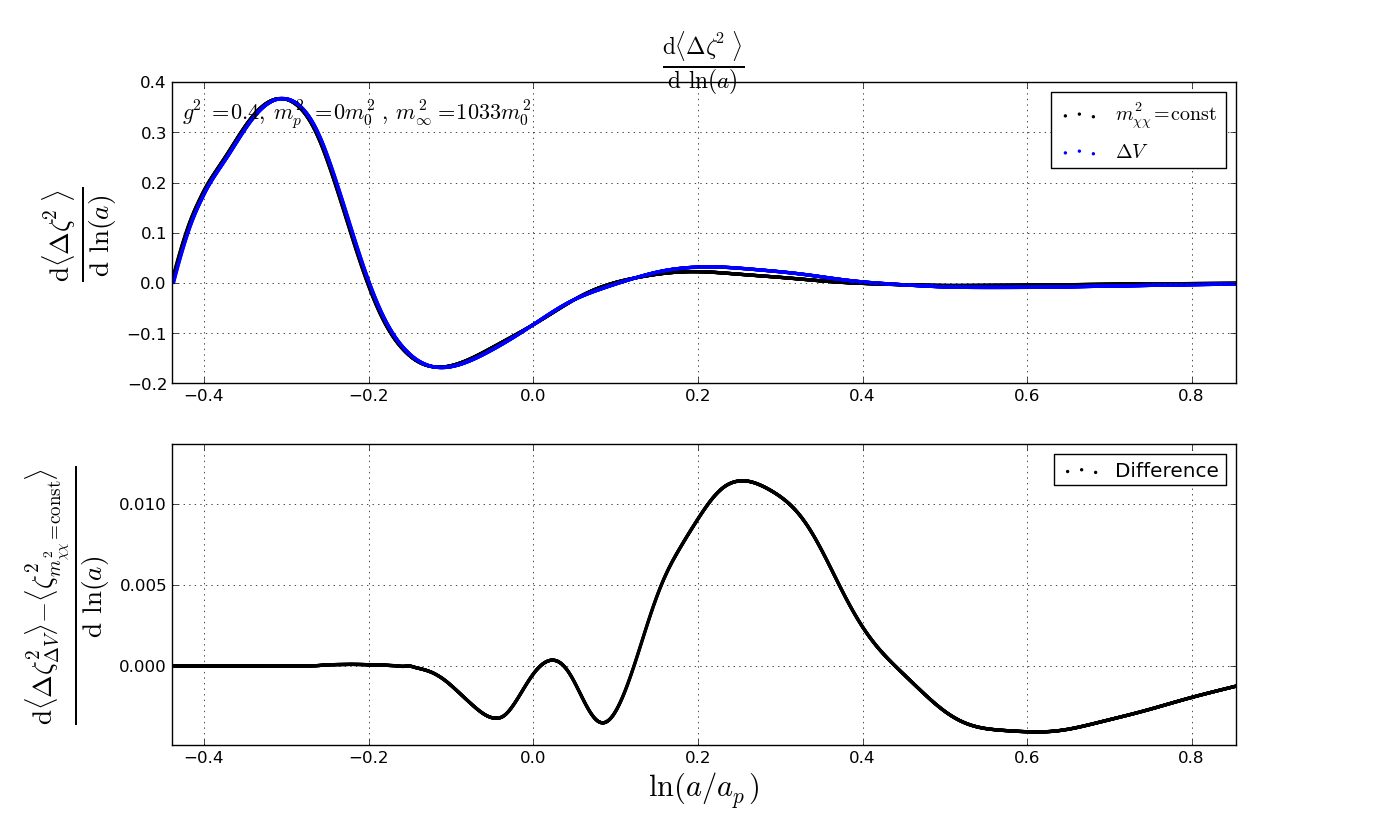 d⟨Δζ² ⟩
d ln(a)
g² =0.4, m_p² =0m_0² , m_∞² =1033m_0²
m_χχ² =const
ΔV
d⟨Δζ² ⟩
d ln(a)
0.4
0.3
0.2
0.1
0.0
−0.1
−0.2
−0.4 −0.2 0.0 0.2 0.4 0.6 0.8
Difference
d⟨Δζ²_ΔV⟩−⟨ζ²_{m_χχ²=const}′⟩
d ln(a)
0.010
0.005
0.000
−0.4 −0.2 0.0 0.2 0.4 0.6 0.8
ln(a/a_p)